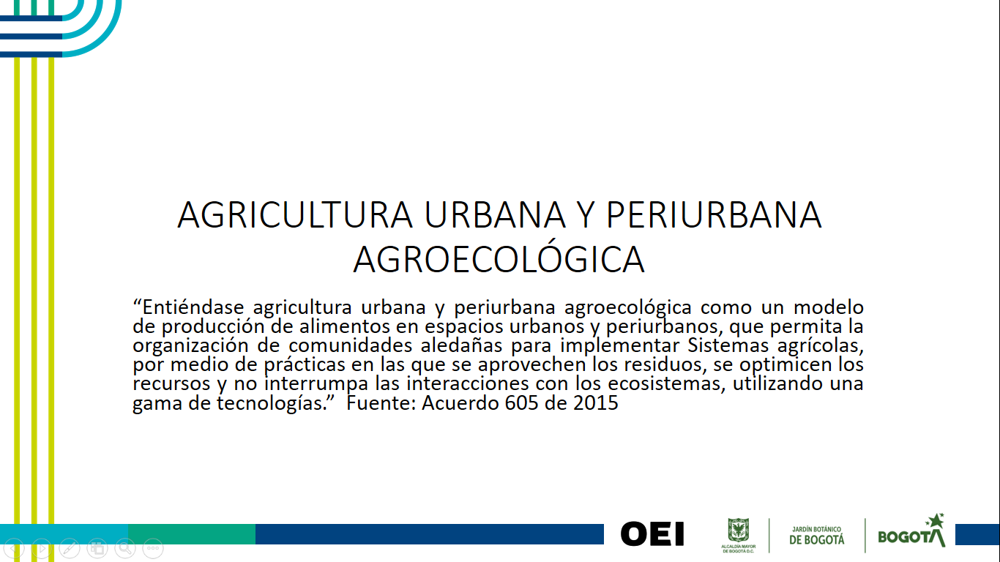 AGRICULTURA URBANA Y PERIURBANA
AGROECOLÓGICA
“Entiéndase agricultura urbana y periurbana agroecológica como un modelo
de producción de alimentos en espacios urbanos y periurbanos, que permita la
organización de comunidades aledañas para implementar Sistemas agrícolas,
por medio de prácticas en las que se aprovechen los residuos, se optimicen los
recursos y no interrumpa las interacciones con los ecosistemas, utilizando una
gama de tecnologías.” Fuente: Acuerdo 605 de 2015
OEI
ALCALDÍA MAYOR
DE BOGOTÁ D.C.
JARDÍN BOTÁNICO
DE BOGOTÁ
BOGOTÁ